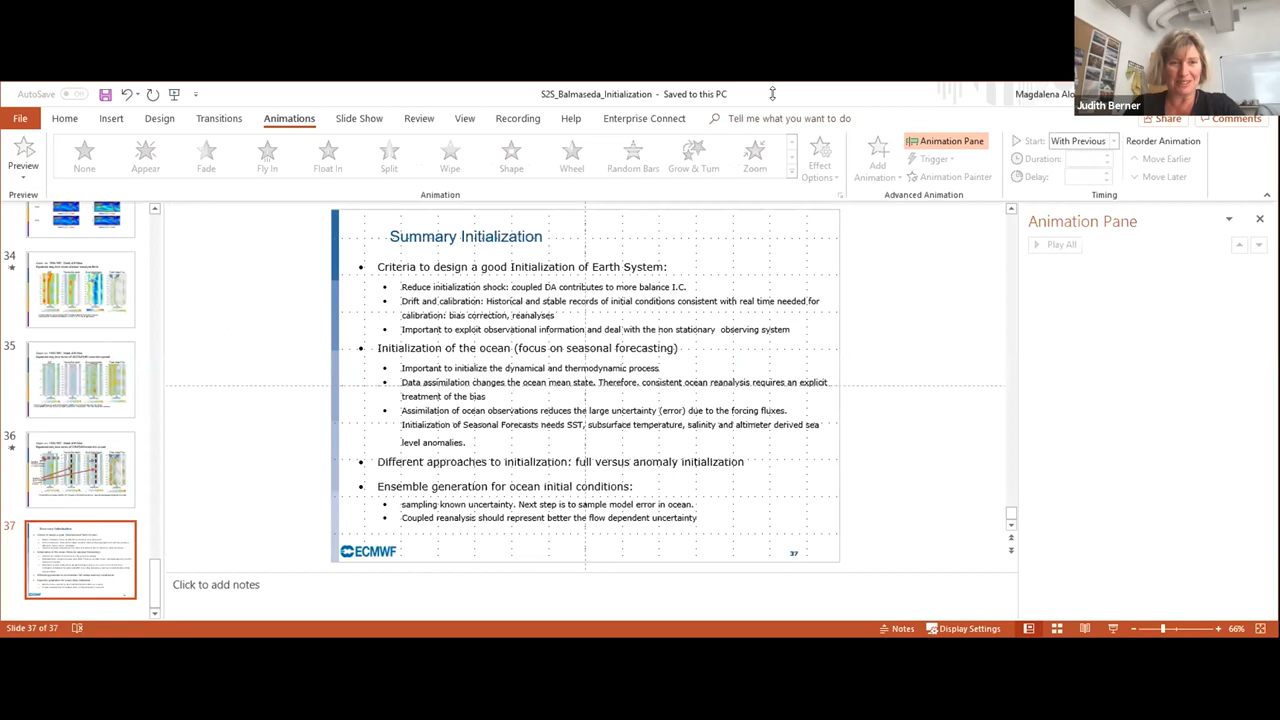 AutoSave
Off
S2S_Balmaseda_Initialization - Saved to this PC
Magdalena Alo
Judith Berner
File
Home
Insert
Design
Transitions
Animations
Slide Show
Review
View
Recording
Help
Enterprise Connect
Tell me what you want to do
Share
Comments
Preview
None
Appear
Fade
Fly In
Float In
Split
Wipe
Shape
Wheel
Random Bars
Grow & Turn
Zoom
Effect
Options
Add
Animation
Animation Pane
Trigger
Animation Painter
Start: With Previous
Duration:
Delay:
Reorder Animation
Move Earlier
Move Later
Preview
Animation
Advanced Animation
Timing
34
35
36
37
Summary Initialization
• Criteria to design a good Initialization of Earth System:
• Reduce initialization shock: coupled DA contributes to more balance I.C.
• Drift and calibration: Historical and stable records of initial conditions consistent with real time needed for
calibration: bias correction, reanalyses
• Important to exploit observational information and deal with the non stationary observing system
• Initialization of the ocean (focus on seasonal forecasting)
• Important to initialize the dynamical and thermodynamic process
• Data assimilation changes the ocean mean state. Therefore, consistent ocean reanalysis requires an explicit
treatment of the bias
• Assimilation of ocean observations reduces the large uncertainty (error) due to the forcing fluxes.
Initialization of Seasonal Forecasts needs SST, subsurface temperature, salinity and altimeter derived sea
level anomalies.
• Different approaches to initialization: full versus anomaly initialization
• Ensemble generation for ocean initial conditions:
• sampling known uncertainty. Next step is to sample model error in ocean.
• Coupled reanalysis should represent better the flow dependent uncertainty
ECMWF
37
Animation Pane
Play All
Click to add notes
Slide 37 of 37
Notes
Display Settings
66%